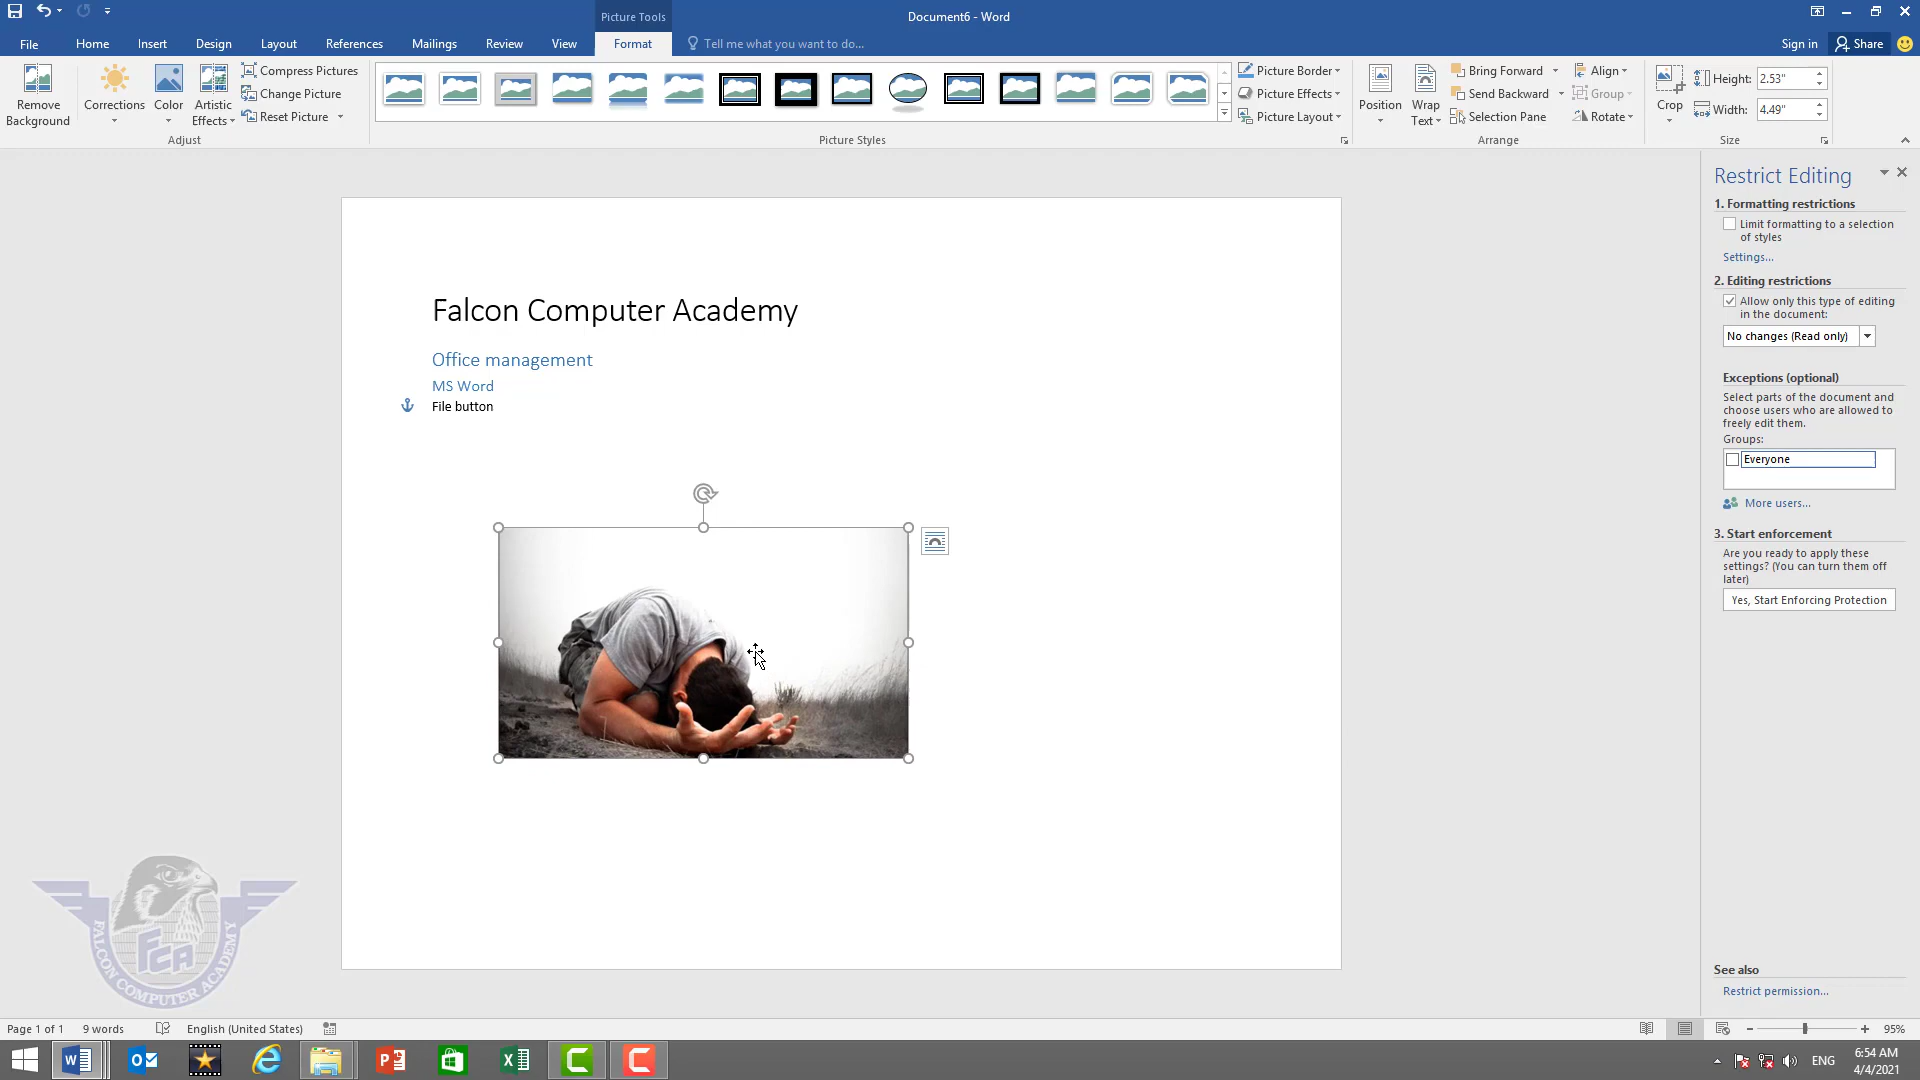 Picture Tools
Document6 - Word
File
Home
Insert
Design
Layout
References
Mailings
Review
View
Format
Tell me what you want to do...
Sign in
Share
Remove Background
Corrections
Color
Artistic Effects
Compress Pictures
Change Picture
Reset Picture
Adjust
Picture Styles
Picture Border
Picture Effects
Picture Layout
Position
Wrap Text
Bring Forward
Send Backward
Selection Pane
Align
Group
Rotate
Arrange
Crop
Height: 2.53"
Width: 4.49"
Size
Falcon Computer Academy
Office management
MS Word
File button
Restrict Editing
1. Formatting restrictions
Limit formatting to a selection
of styles
Settings...
2. Editing restrictions
Allow only this type of editing
in the document:
No changes (Read only)
Exceptions (optional)
Select parts of the document and
choose users who are allowed to
freely edit them.
Groups:
Everyone
More users...
3. Start enforcement
Are you ready to apply these
settings? (You can turn them off
later)
Yes, Start Enforcing Protection
See also
Restrict permission...
FCA
FALCON COMPUTER ACADEMY
Page 1 of 1
9 words
English (United States)
95%
ENG
6:54 AM
4/4/2021